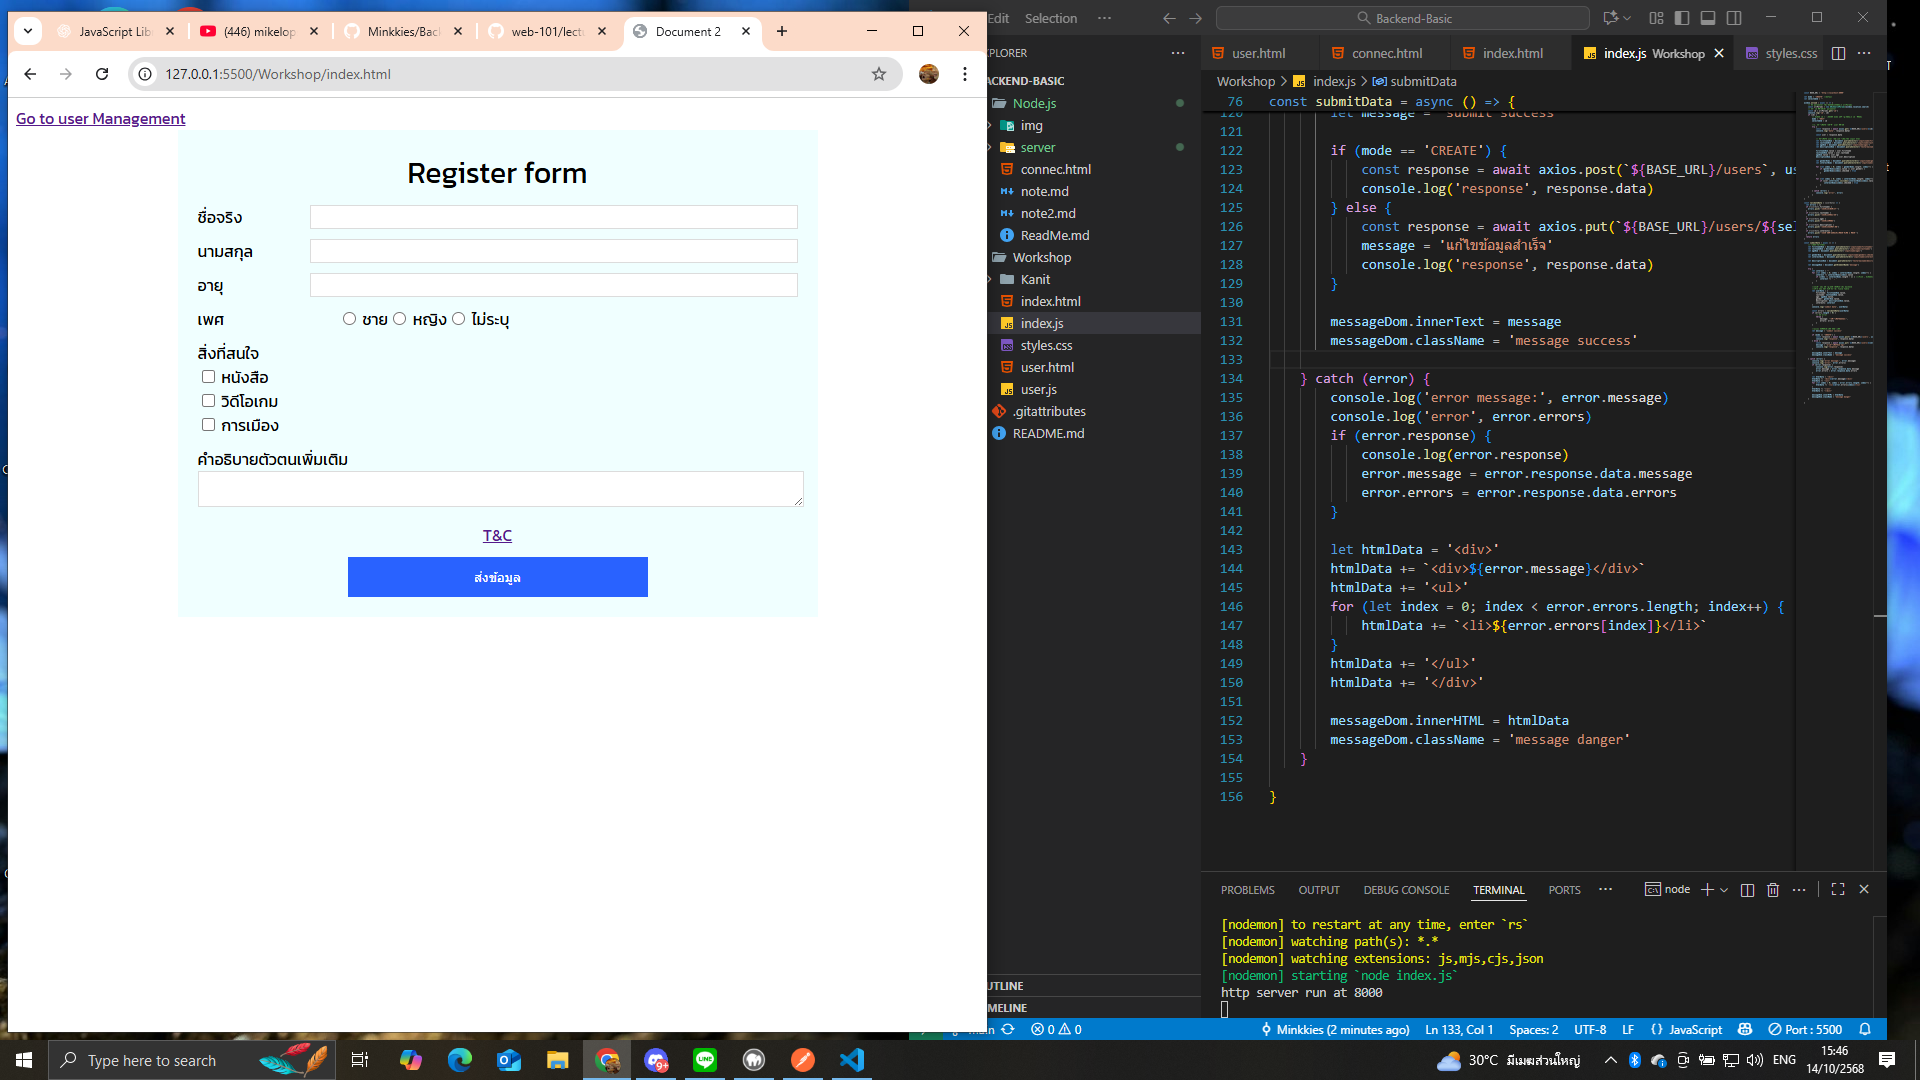 JavaScript Lib
(446) mikelop
Minkkies/Bac
web-101/lectu
Document 2
127.0.0.1:5500/Workshop/index.html
Go to user Management
Register form
ชื่อจริง
นามสกุล
อายุ
เพศ
ชาย
หญิง
ไม่ระบุ
สิ่งที่สนใจ
หนังสือ
วิดีโอเกม
การเมือง
คำอธิบายตัวตนเพิ่มเติม
T&C
ส่งข้อมูล
Edit Selection ···
Backend-Basic
XPLORER
ACKEND-BASIC
Node.js
img
server
connec.html
note.md
note2.md
ReadMe.md
Workshop
Kanit
index.html
index.js
styles.css
user.html
user.js
.gitattributes
README.md
UTLINE
MELINE
user.html
connec.html
index.html
index.js Workshop
styles.css
Workshop > index.js > submitData
76 const submitData = async () => {
120 let message = 'submit success'
121
122 if (mode == 'CREATE') {
123 const response = await axios.post(`${BASE_URL}/users`, us
124 console.log('response', response.data)
125 } else {
126 const response = await axios.put(`${BASE_URL}/users/${sel
127 message = 'แก้ไขข้อมูลสำเร็จ'
128 console.log('response', response.data)
129 }
130
131 messageDom.innerText = message
132 messageDom.className = 'message success'
133
134 } catch (error) {
135 console.log('error message:', error.message)
136 console.log('error', error.errors)
137 if (error.response) {
138 console.log(error.response)
139 error.message = error.response.data.message
140 error.errors = error.response.data.errors
141 }
142
143 let htmlData = '<div>'
144 htmlData += `<div>${error.message}</div>`
145 htmlData += '<ul>'
146 for (let index = 0; index < error.errors.length; index++) {
147 htmlData += `<li>${error.errors[index]}</li>`
148 }
149 htmlData += '</ul>'
150 htmlData += '</div>'
151
152 messageDom.innerHTML = htmlData
153 messageDom.className = 'message danger'
154 }
155
156 }
PROBLEMS OUTPUT DEBUG CONSOLE TERMINAL PORTS ··· node
[nodemon] to restart at any time, enter `rs`
[nodemon] watching path(s): *.*
[nodemon] watching extensions: js,mjs,cjs,json
[nodemon] starting `node index.js`
http server run at 8000
main 0 0 Minkkies (2 minutes ago) Ln 133, Col 1 Spaces: 2 UTF-8 LF {} JavaScript Port : 5500
Type here to search
9+
30°C มีเมฆส่วนใหญ่
ENG
15:46
14/10/2568